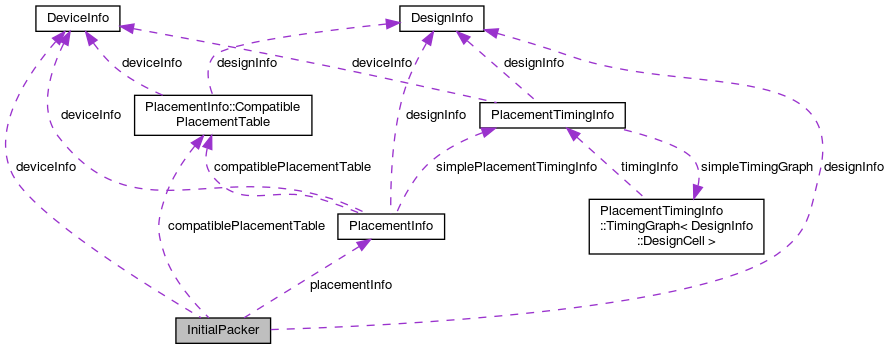 DeviceInfo
DesignInfo
deviceInfo
designInfo
deviceInfo
designInfo
PlacementInfo::Compatible
PlacementTable
deviceInfo
designInfo
PlacementTimingInfo
deviceInfo
compatiblePlacementTable
simplePlacementTimingInfo
timingInfo
simpleTimingGraph
designInfo
compatiblePlacementTable
PlacementInfo
PlacementTimingInfo
::TimingGraph< DesignInfo
::DesignCell >
placementInfo
InitialPacker